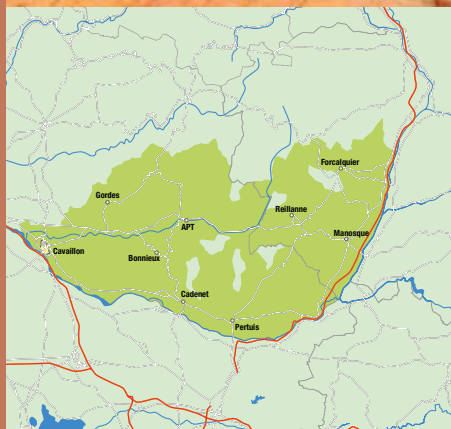 Forcalquier
Gordes
Reillanne
APT
Manosque
Cavaillon
Bonnieux
Cadenet
Pertuis